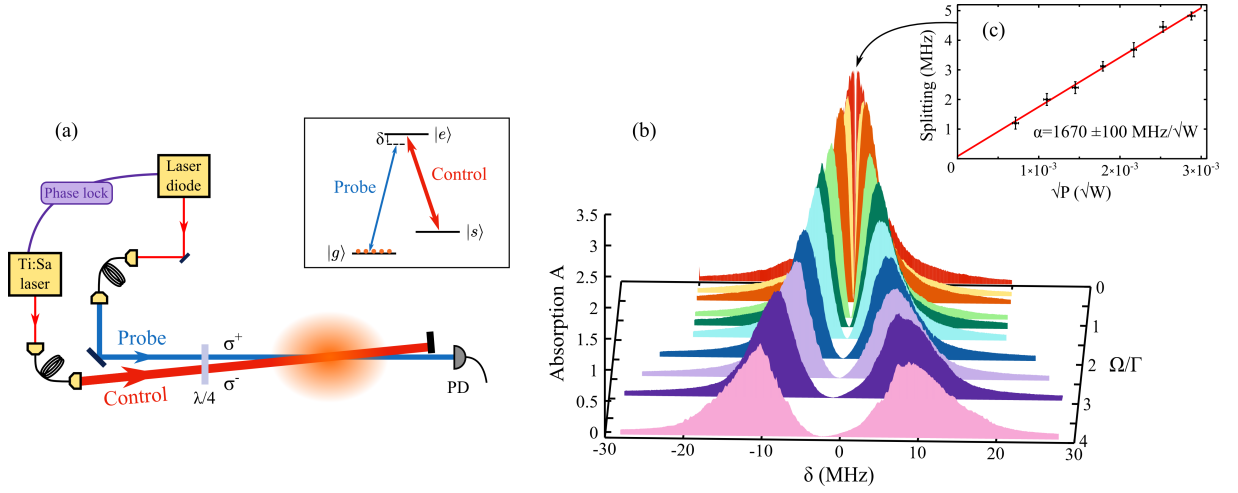 (a)
Laser
diode
Phase lock
Ti:Sa
laser
Probe
Control
λ/4
σ⁺
σ⁻
PD
δ
|e⟩
Probe
Control
|s⟩
|g⟩
(b)
Absorption A
3.5
3
2.5
2
1.5
1
0.5
0
-30
-20
-10
0
10
20
30
δ (MHz)
0
1
2
3
4
Ω/Γ
(c)
Splitting (MHz)
5
4
3
2
1
0
1×10⁻³
2×10⁻³
3×10⁻³
√P (√W)
α=1670 ±100 MHz/√W